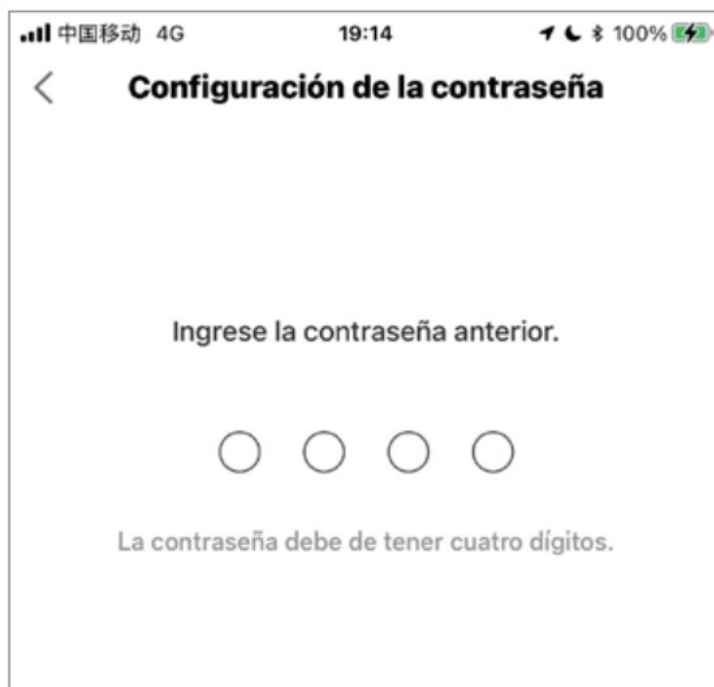 中国移动 4G 19:14 100%
Configuración de la contraseña
Ingrese la contraseña anterior.
La contraseña debe de tener cuatro dígitos.